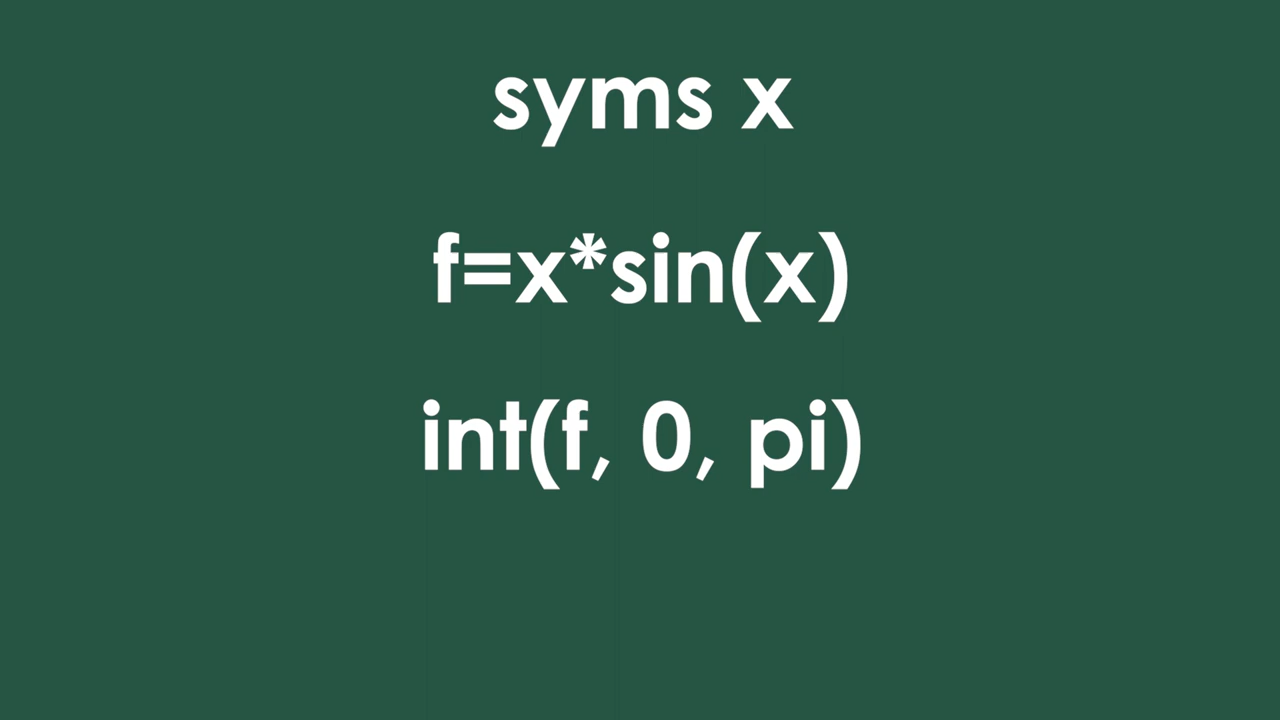 syms x
f=x*sin(x)
int(f, 0, pi)